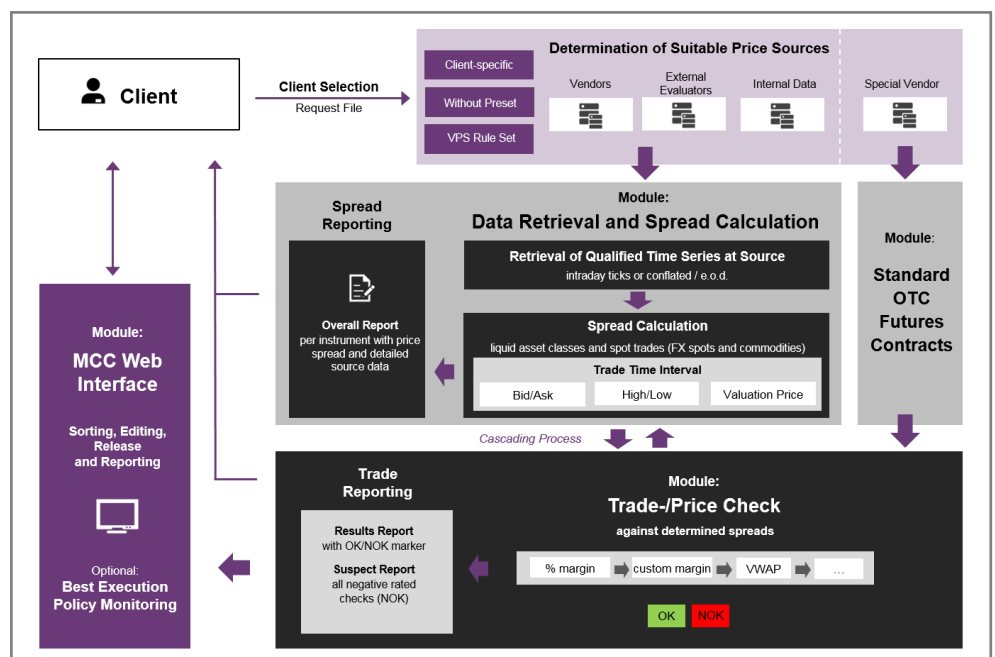 Client
Client Selection
Request File
Determination of Suitable Price Sources
Client-specific
Without Preset
VPS Rule Set
Vendors
External
Evaluators
Internal Data
Special Vendor
Spread
Reporting
Overall Report
per instrument with price
spread and detailed
source data
Module:
Data Retrieval and Spread Calculation
Retrieval of Qualified Time Series at Source
intraday ticks or conflated / e.o.d.
Spread Calculation
liquid asset classes and spot trades (FX spots and commodities)
Trade Time Interval
Bid/Ask
High/Low
Valuation Price
Module:
Standard
OTC
Futures
Contracts
Cascading Process
Module:
MCC Web
Interface
Sorting, Editing,
Release
and Reporting
Optional:
Best Execution
Policy Monitoring
Trade
Reporting
Results Report
with OK/NOK marker
Suspect Report
all negative rated
checks (NOK)
Module:
Trade-/Price Check
against determined spreads
% margin
custom margin
VWAP
...
OK
NOK